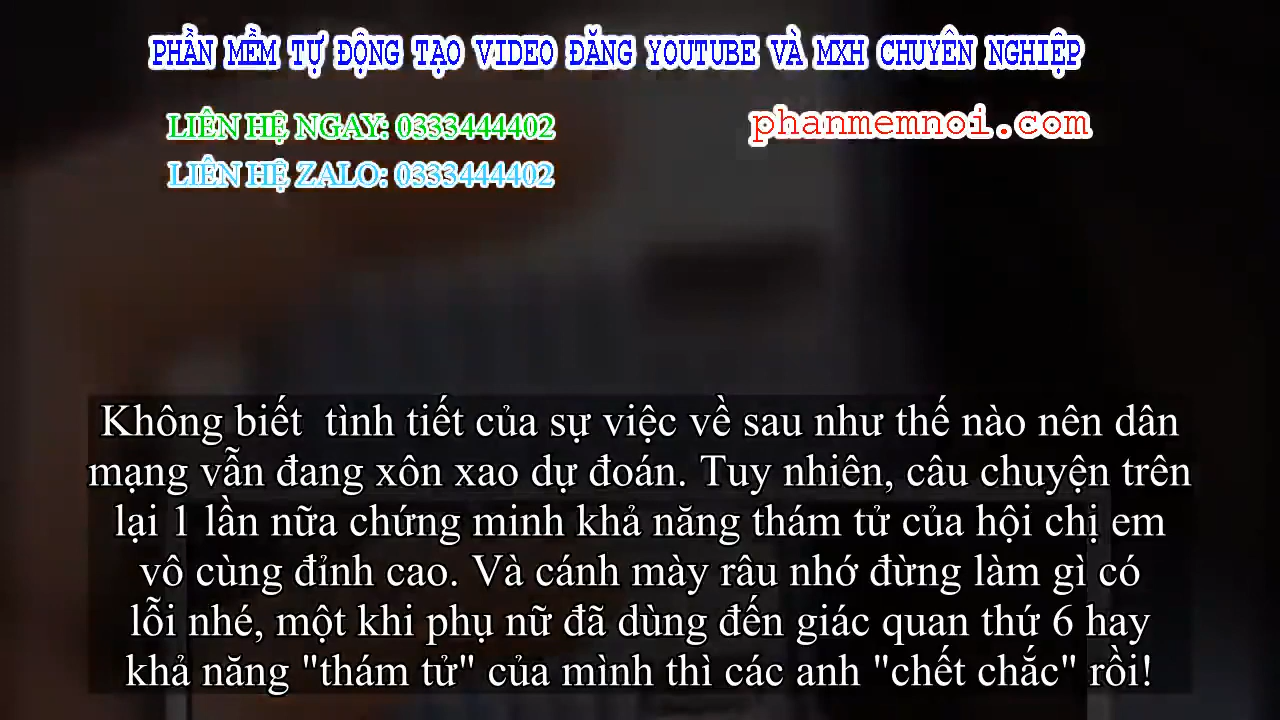 PHẦN MỀM TỰ ĐỘNG TẠO VIDEO ĐĂNG YOUTUBE VÀ MXH CHUYÊN NGHIỆP
LIÊN HỆ NGAY: 0333444402
phanmemnoi.com
LIÊN HỆ ZALO: 0333444402
Không biết  tình tiết của sự việc về sau như thế nào nên dân
mạng vẫn đang xôn xao dự đoán. Tuy nhiên, câu chuyện trên
lại 1 lần nữa chứng minh khả năng thám tử của hội chị em
vô cùng đỉnh cao. Và cánh mày râu nhớ đừng làm gì có
lỗi nhé, một khi phụ nữ đã dùng đến giác quan thứ 6 hay
khả năng "thám tử" của mình thì các anh "chết chắc" rồi!